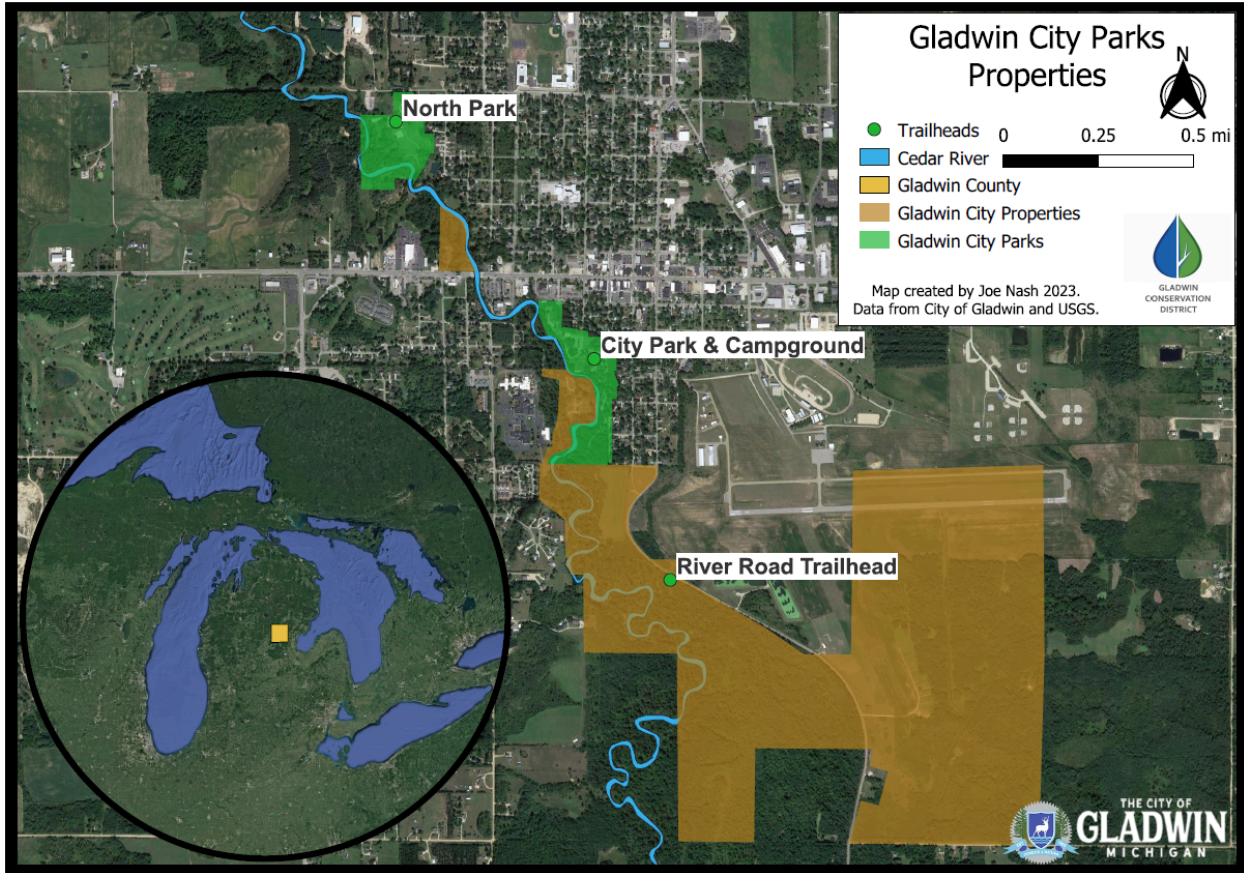 Gladwin City Parks
Properties
N
Trailheads
0 0.25 0.5 mi
Cedar River
Gladwin County
Gladwin City Properties
Gladwin City Parks
Map created by Joe Nash 2023.
Data from City of Gladwin and USGS.
GLADWIN
CONSERVATION
DISTRICT
North Park
City Park & Campground
River Road Trailhead
THE CITY OF
GLADWIN
MICHIGAN